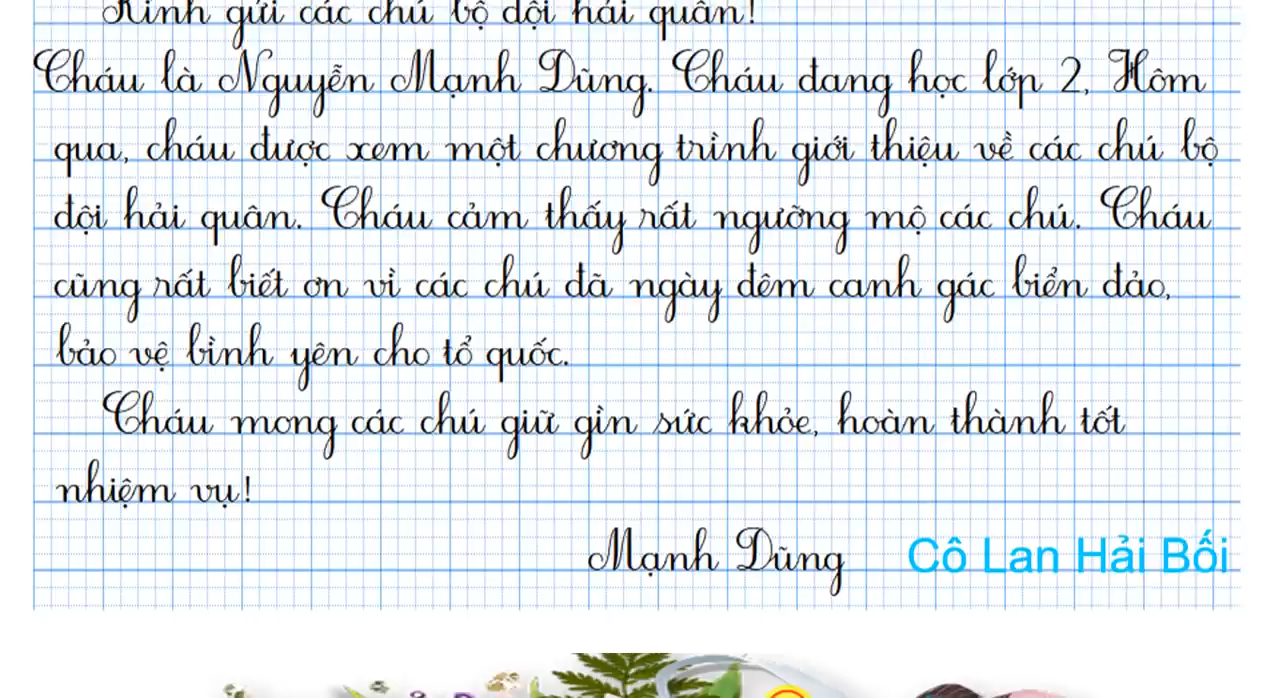 Kính gửi các chú bộ đội hải quân!
Cháu là Nguyễn Mạnh Dũng. Cháu đang học lớp 2, Hôm
qua, cháu được xem một chương trình giới thiệu về các chú bộ
đội hải quân. Cháu cảm thấy rất ngưỡng mộ các chú. Cháu
cũng rất biết ơn vì các chú đã ngày đêm canh gác biển đảo,
bảo vệ bình yên cho tổ quốc.
Cháu mong các chú giữ gìn sức khỏe, hoàn thành tốt
nhiệm vụ!
Mạnh Dũng
Cô Lan Hải Bối